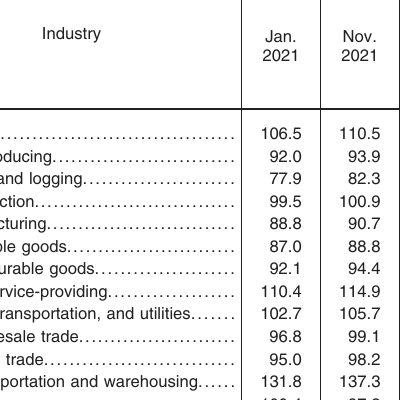 Industry Jan. 2021 Nov. 2021
106.5 110.5
oducing 92.0 93.9
and logging 77.9 82.3
ction 99.5 100.9
cturing 88.8 90.7
ble goods 87.0 88.8
urable goods 92.1 94.4
rvice-providing 110.4 114.9
ransportation, and utilities 102.7 105.7
esale trade 96.8 99.1
trade 95.0 98.2
portation and warehousing 131.8 137.3